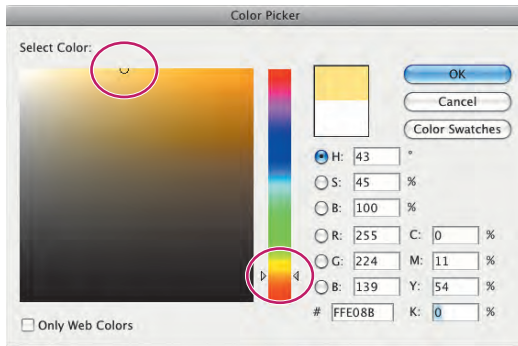 Color Picker
Select Color:
OK
Cancel
Color Swatches
H: 43 °
S: 45 %
B: 100 %
R: 255 C: 0 %
G: 224 M: 11 %
B: 139 Y: 54 %
# FFE08B K: 0 %
Only Web Colors